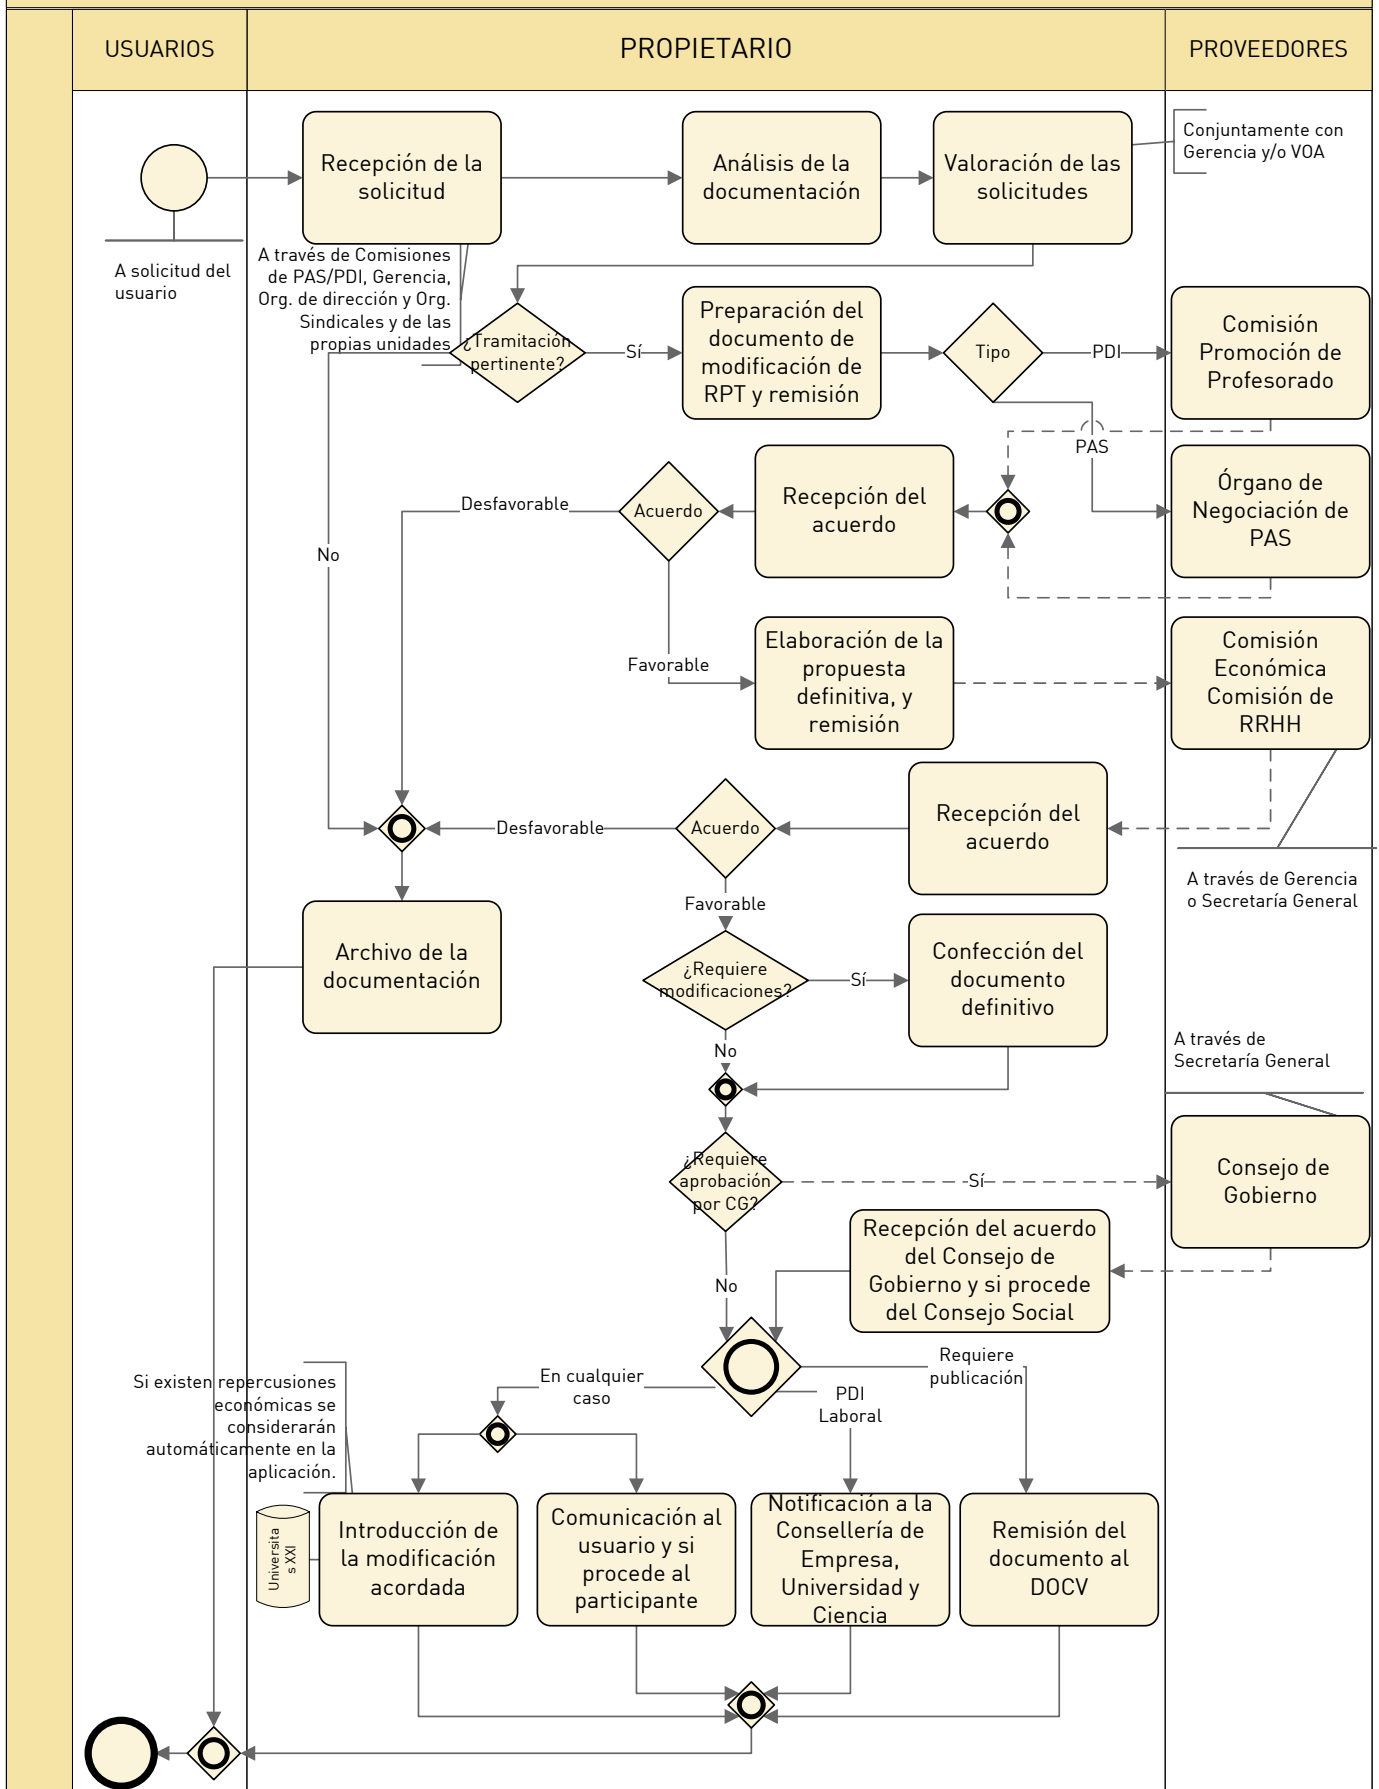 USUARIOS
PROPIETARIO
PROVEEDORES
Recepción de la
solicitud
Análisis de la
documentación
Valoración de las
solicitudes
Conjuntamente con
Gerencia y/o VOA
A solicitud del
usuario
A través de Comisiones
de PAS/PDI, Gerencia,
Org. de dirección y Org.
Sindicales y de las
propias unidades
¿Tramitación
pertinente?
Sí
Preparación del
documento de
modificación de
RPT y remisión
Tipo
PDI
Comisión
Promoción de
Profesorado
PAS
Órgano de
Negociación de
PAS
Recepción del
acuerdo
Acuerdo
Desfavorable
No
Favorable
Elaboración de la
propuesta
definitiva, y
remisión
Comisión
Económica
Comisión de
RRHH
Recepción del
acuerdo
Acuerdo
Desfavorable
A través de Gerencia
o Secretaría General
Favorable
Archivo de la
documentación
¿Requiere
modificaciones?
Sí
Confección del
documento
definitivo
No
A través de
Secretaría General
¿Requiere
aprobación
por CG?
Sí
Consejo de
Gobierno
Recepción del acuerdo
del Consejo de
Gobierno y si procede
del Consejo Social
No
Requiere
publicación
En cualquier
caso
PDI
Laboral
Si existen repercusiones
económicas se
considerarán
automáticamente en la
aplicación.
Universita
s XXI
Introducción de
la modificación
acordada
Comunicación al
usuario y si
procede al
participante
Notificación a la
Consellería de
Empresa,
Universidad y
Ciencia
Remisión del
documento al
DOCV